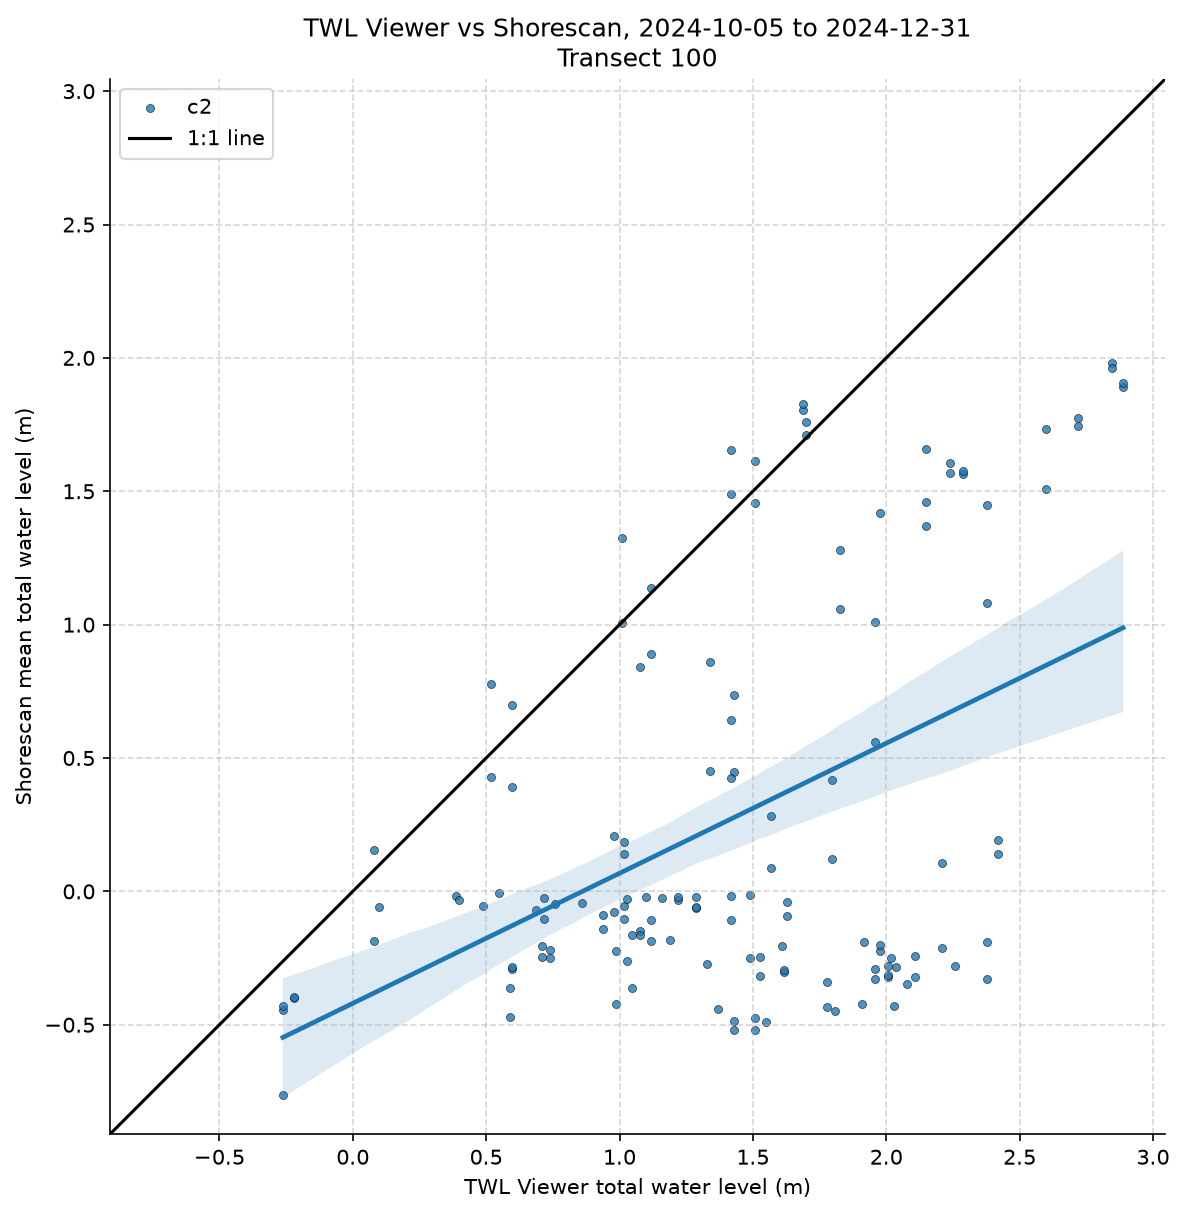 TWL Viewer vs Shorescan, 2024-10-05 to 2024-12-31
Transect 100
c2
1:1 line
3.0
2.5
2.0
1.5
1.0
0.5
0.0
−0.5
Shorescan mean total water level (m)
−0.5 0.0 0.5 1.0 1.5 2.0 2.5 3.0
TWL Viewer total water level (m)